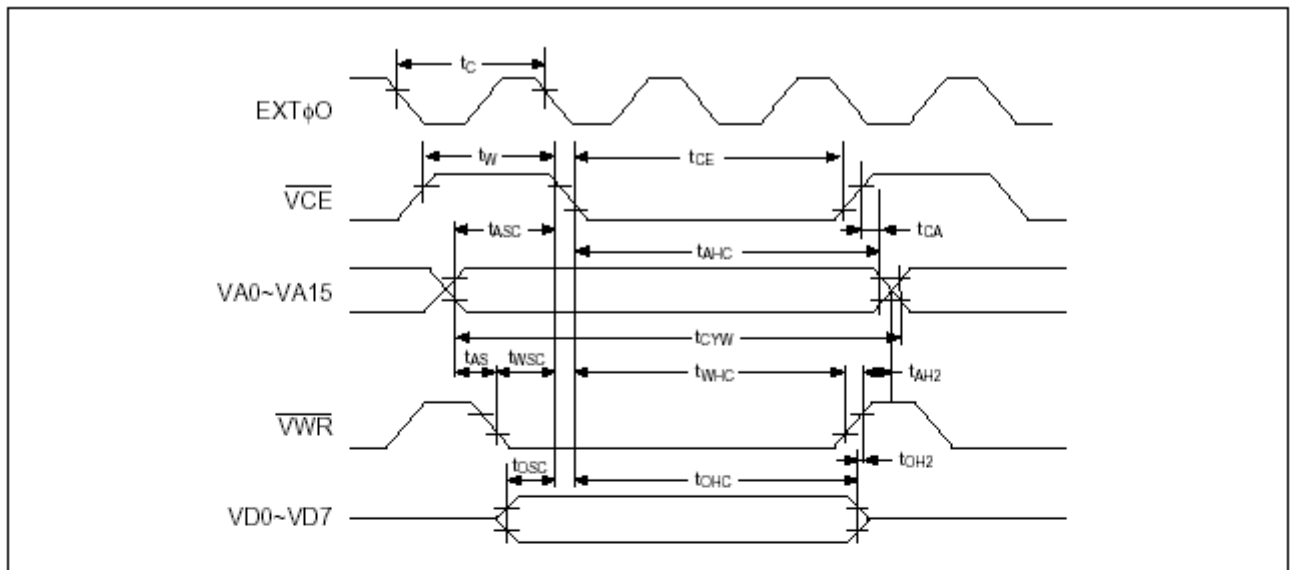 tC
EXTφO
tW
tCE
VCE
tCA
tASC
tAHC
VA0~VA15
tCYW
tAS
tWSC
tWHC
tAH2
VWR
tDSC
tDHC
tDH2
VD0~VD7